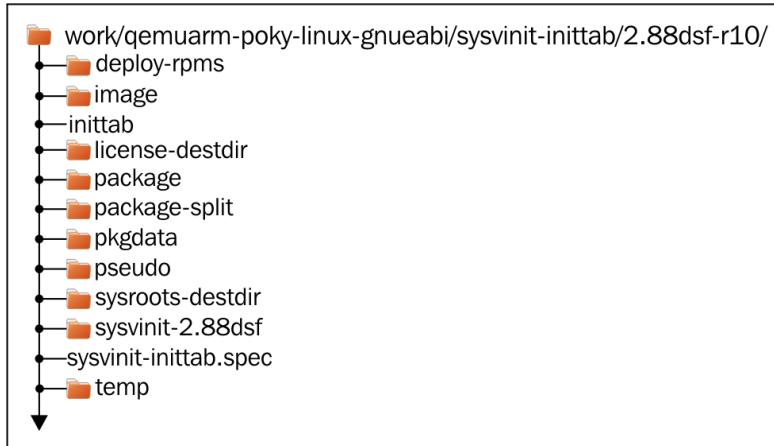 work/qemuarm-poky-linux-gnueabi/sysvinit-inittab/2.88dsf-r10/
deploy-rpms
image
inittab
license-destdir
package
package-split
pkgdata
pseudo
sysroots-destdir
sysvinit-2.88dsf
sysvinit-inittab.spec
temp